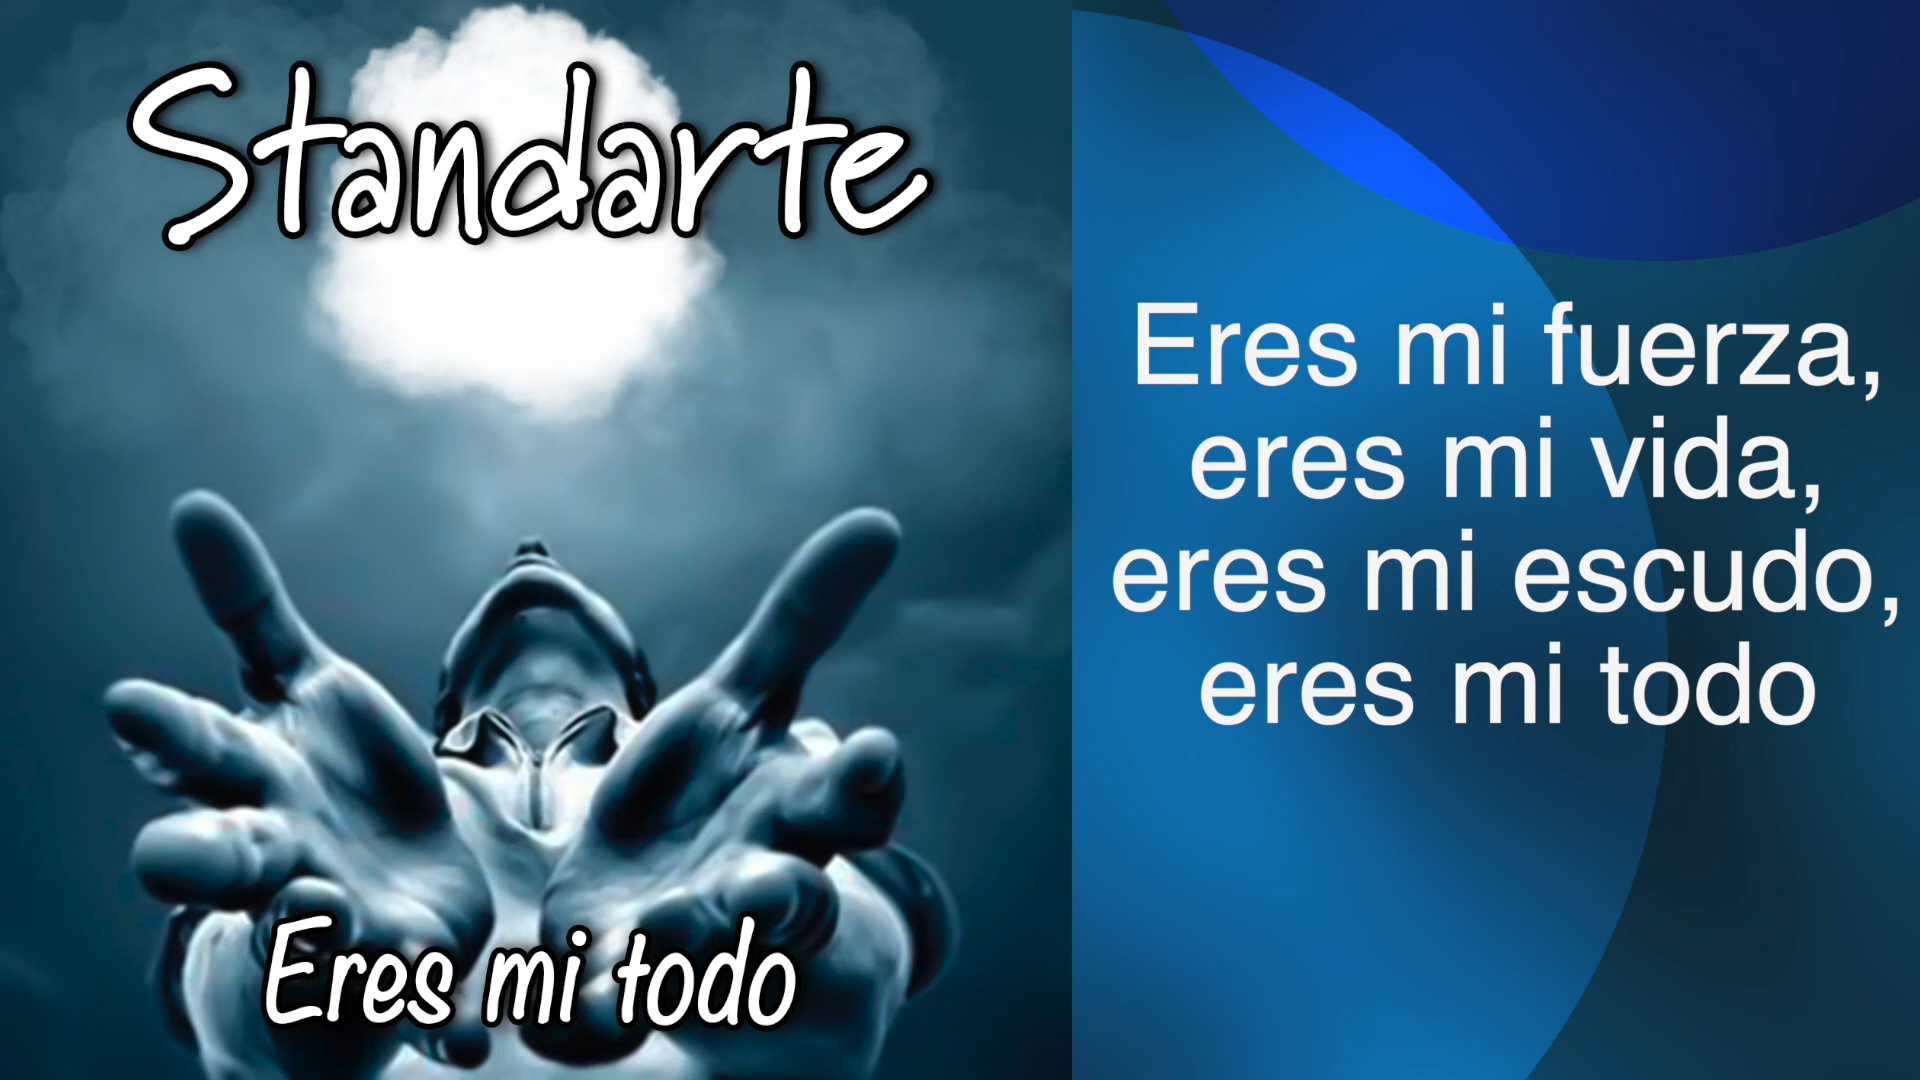 Standarte
Eres mi todo
Eres mi fuerza,
eres mi vida,
eres mi escudo,
eres mi todo